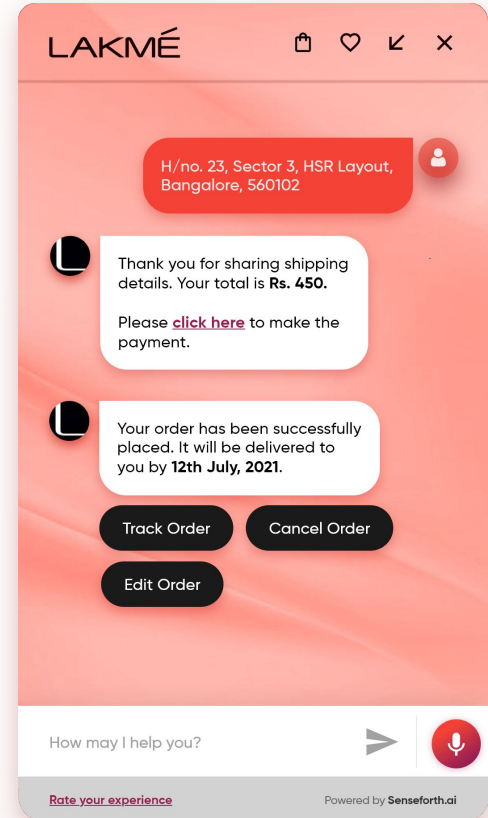 LAKMÉ
H/no. 23, Sector 3, HSR Layout,
Bangalore, 560102
Thank you for sharing shipping
details. Your total is Rs. 450.
Please click here to make the
payment.
Your order has been successfully
placed. It will be delivered to
you by 12th July, 2021.
Track Order
Cancel Order
Edit Order
How may I help you?
Rate your experience
Powered by Senseforth.ai